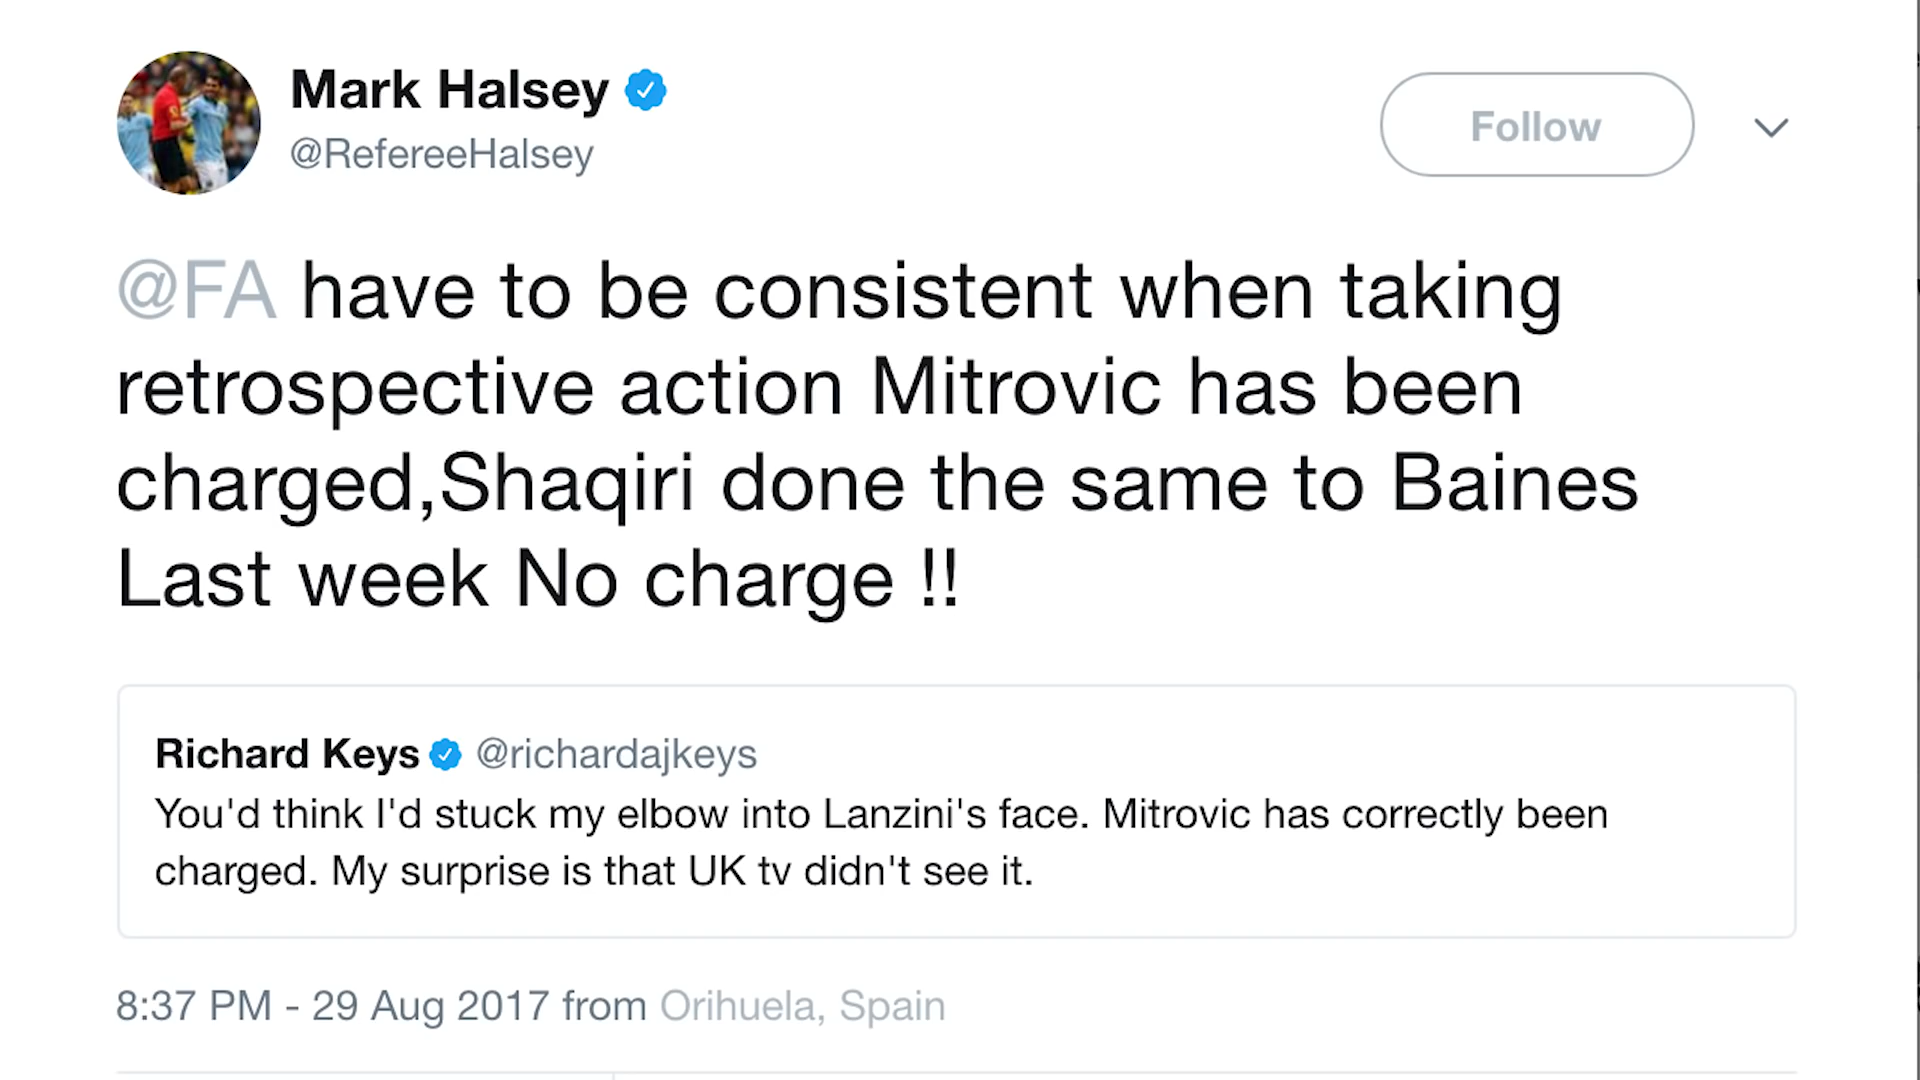 Mark Halsey
@RefereeHalsey
Follow
@FA have to be consistent when taking
retrospective action Mitrovic has been
charged,Shaqiri done the same to Baines
Last week No charge !!
Richard Keys @richardajkeys
You'd think I'd stuck my elbow into Lanzini's face. Mitrovic has correctly been
charged. My surprise is that UK tv didn't see it.
8:37 PM - 29 Aug 2017 from Orihuela, Spain